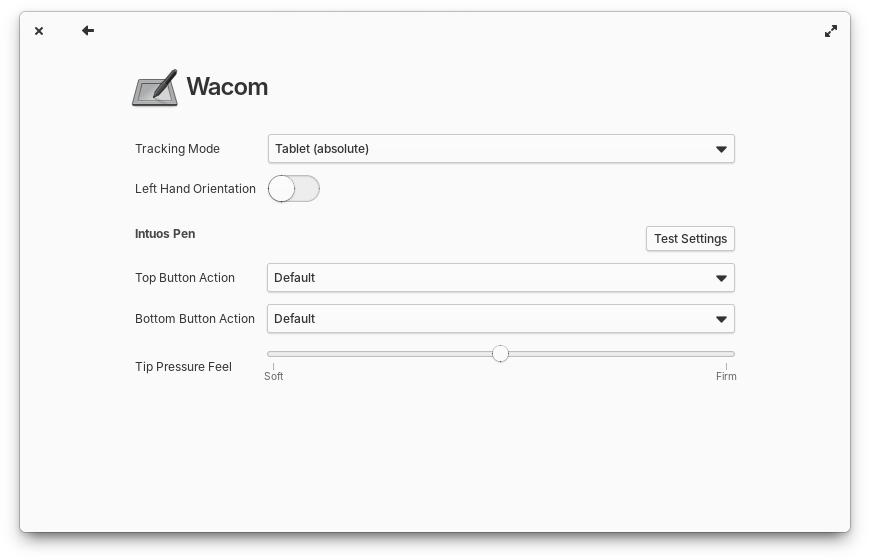 Wacom
Tracking Mode Tablet (absolute)
Left Hand Orientation
Intuos Pen Test Settings
Top Button Action Default
Bottom Button Action Default
Tip Pressure Feel
Soft Firm